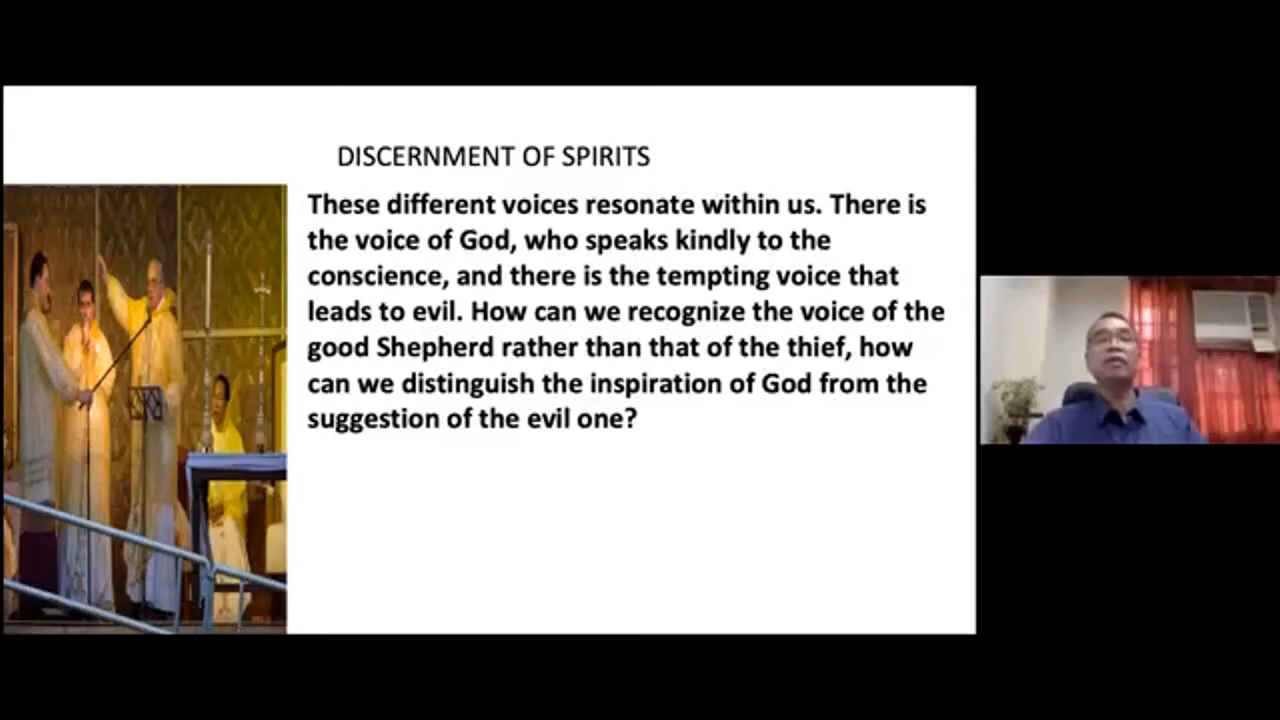 DISCERNMENT OF SPIRITS
These different voices resonate within us. There is
the voice of God, who speaks kindly to the
conscience, and there is the tempting voice that
leads to evil. How can we recognize the voice of the
good Shepherd rather than that of the thief, how
can we distinguish the inspiration of God from the
suggestion of the evil one?